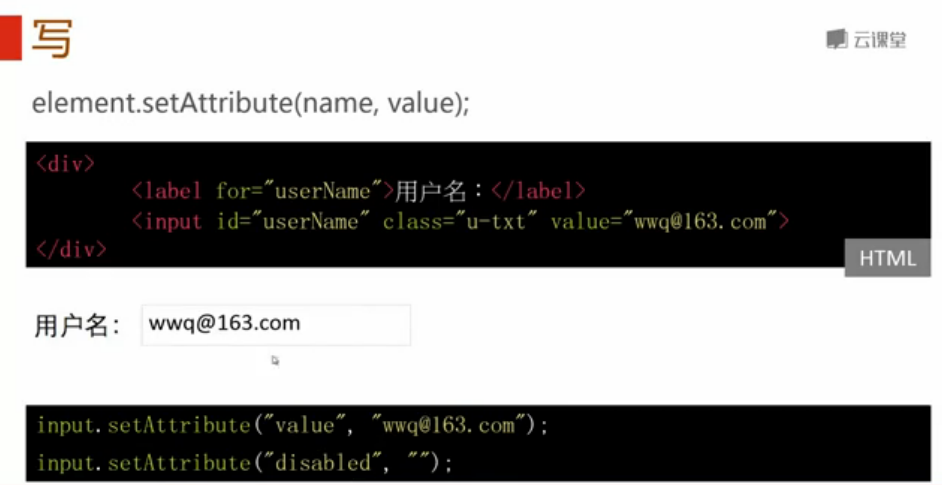 写
云课堂
element.setAttribute(name, value);
<div>
<label for="userName">用户名：</label>
<input id="userName" class="u-txt" value="wwq@163.com">
</div>
HTML
用户名： wwq@163.com
input.setAttribute("value", "wwq@163.com");
input.setAttribute("disabled", "");